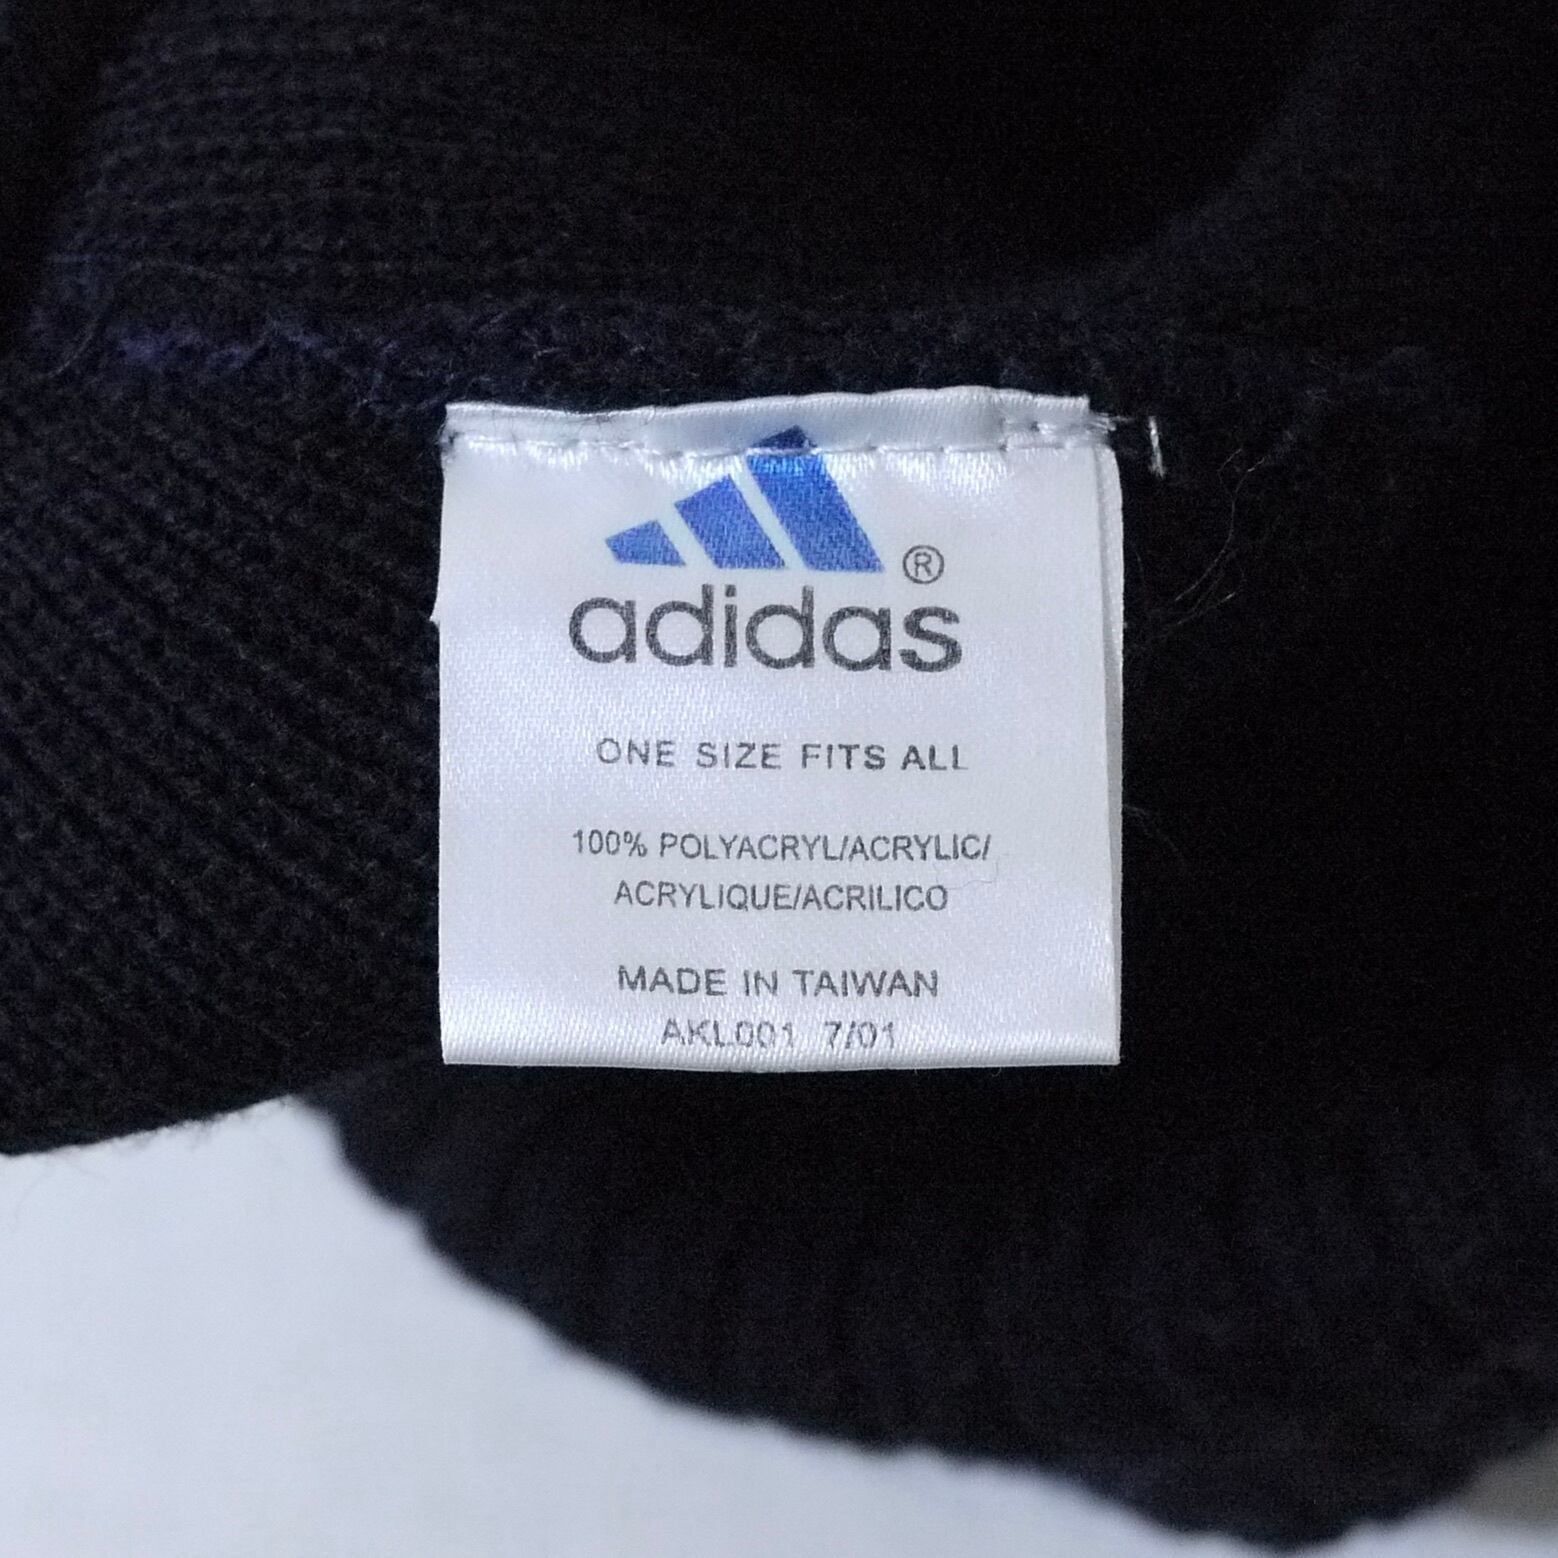 ®
adidas
ONE SIZE FITS ALL
100% POLYACRYL/ACRYLIC/
ACRYLIQUE/ACRILICO
MADE IN TAIWAN
AKL001 7/01